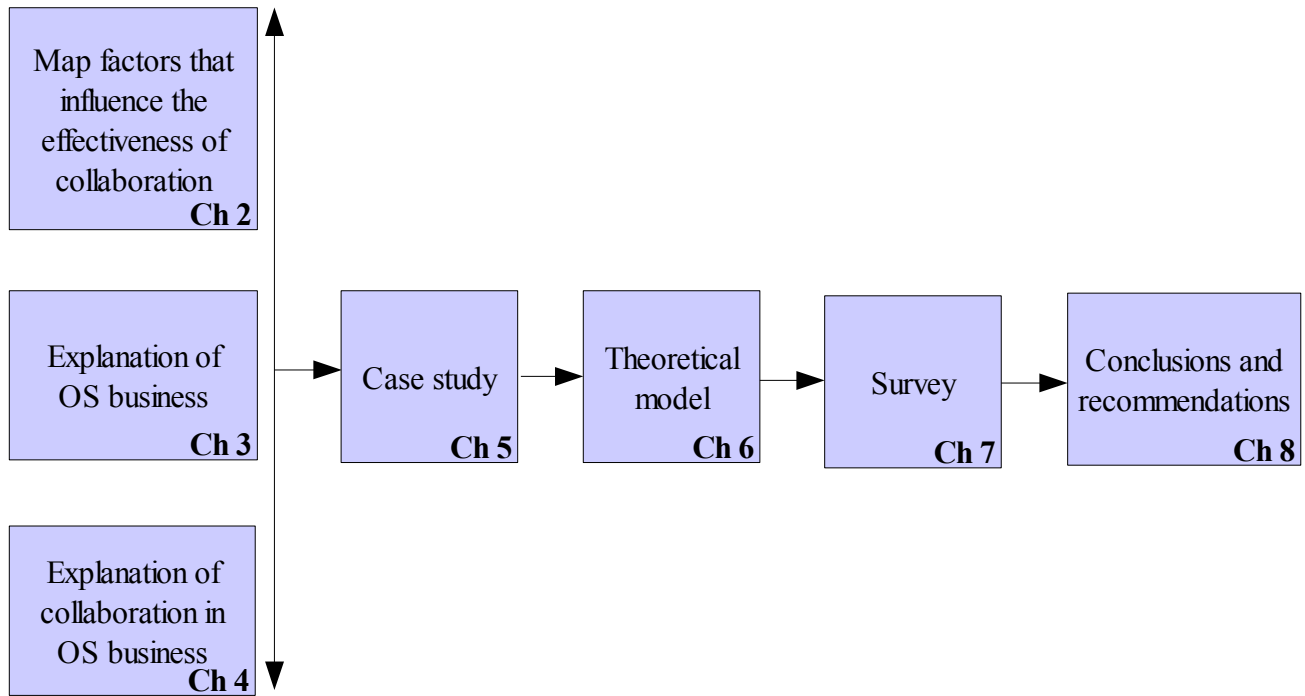 Map factors that
influence the
effectiveness of
collaboration
Ch 2
Explanation of
OS business
Ch 3
Explanation of
collaboration in
OS business
Ch 4
Case study
Ch 5
Theoretical
model
Ch 6
Survey
Ch 7
Conclusions and
recommendations
Ch 8